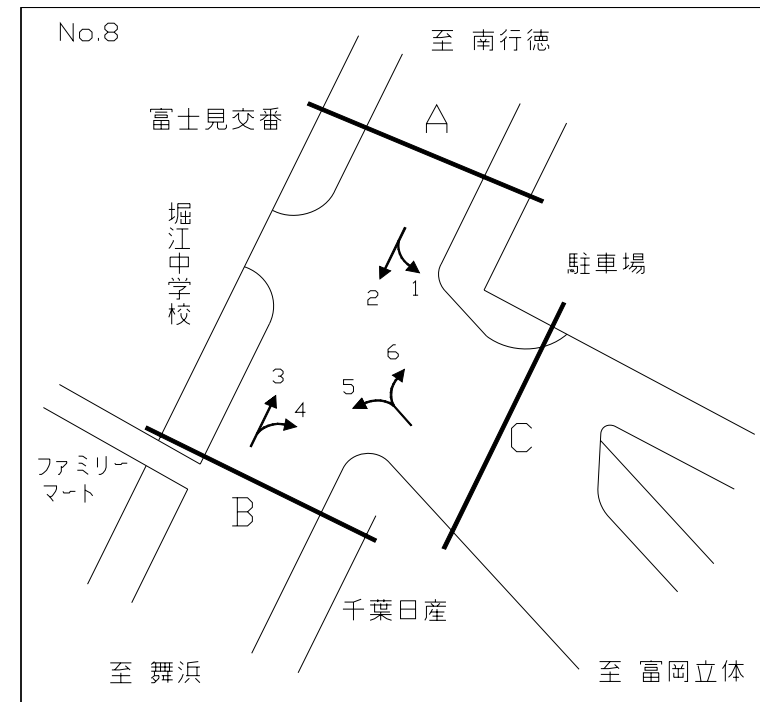 No.8
至 南行徳
富士見交番
A
堀江中学校
駐車場
1
2
6
3
5
4
C
ファミリー
マート
B
千葉日産
至 舞浜
至 富岡立体